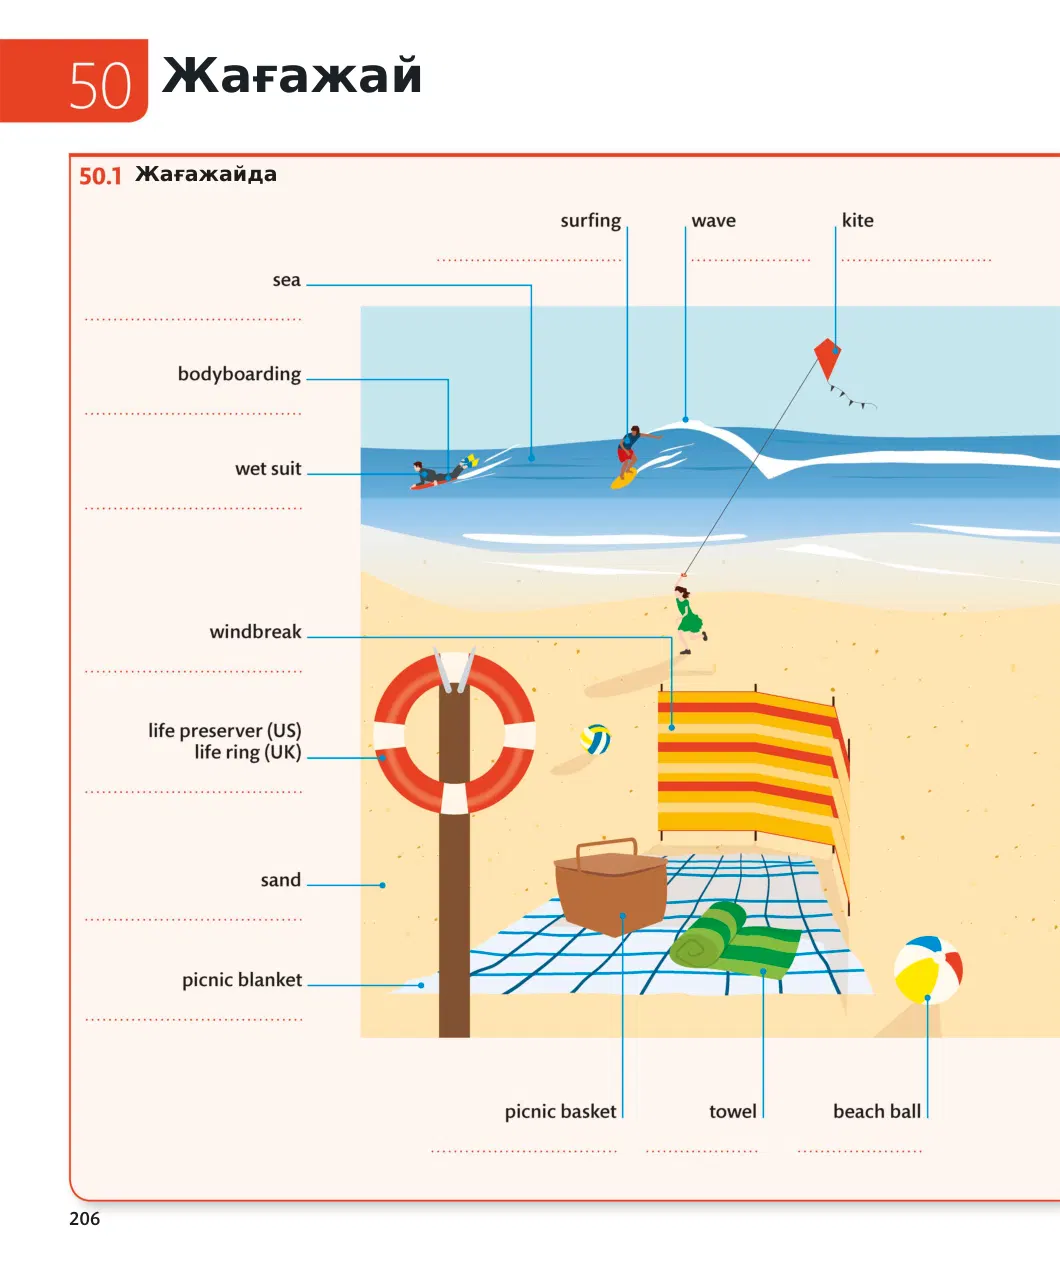 50 Жағажай
50.1 Жағажайда
surfing
wave
kite
sea
bodyboarding
wet suit
windbreak
life preserver (US)
life ring (UK)
sand
picnic blanket
picnic basket
towel
beach ball
206